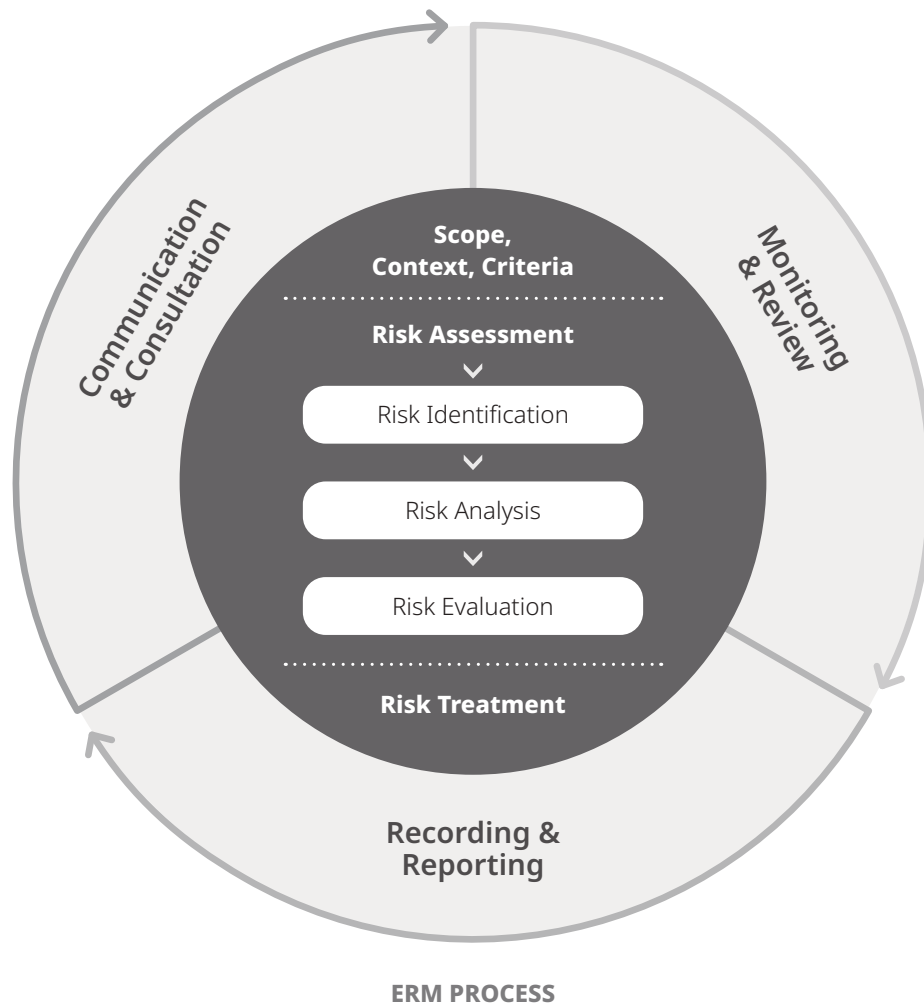 Communication
& Consultation
Monitoring
& Review
Scope,
Context, Criteria
Risk Assessment
Risk Identification
Risk Analysis
Risk Evaluation
Risk Treatment
Recording &
Reporting
ERM PROCESS